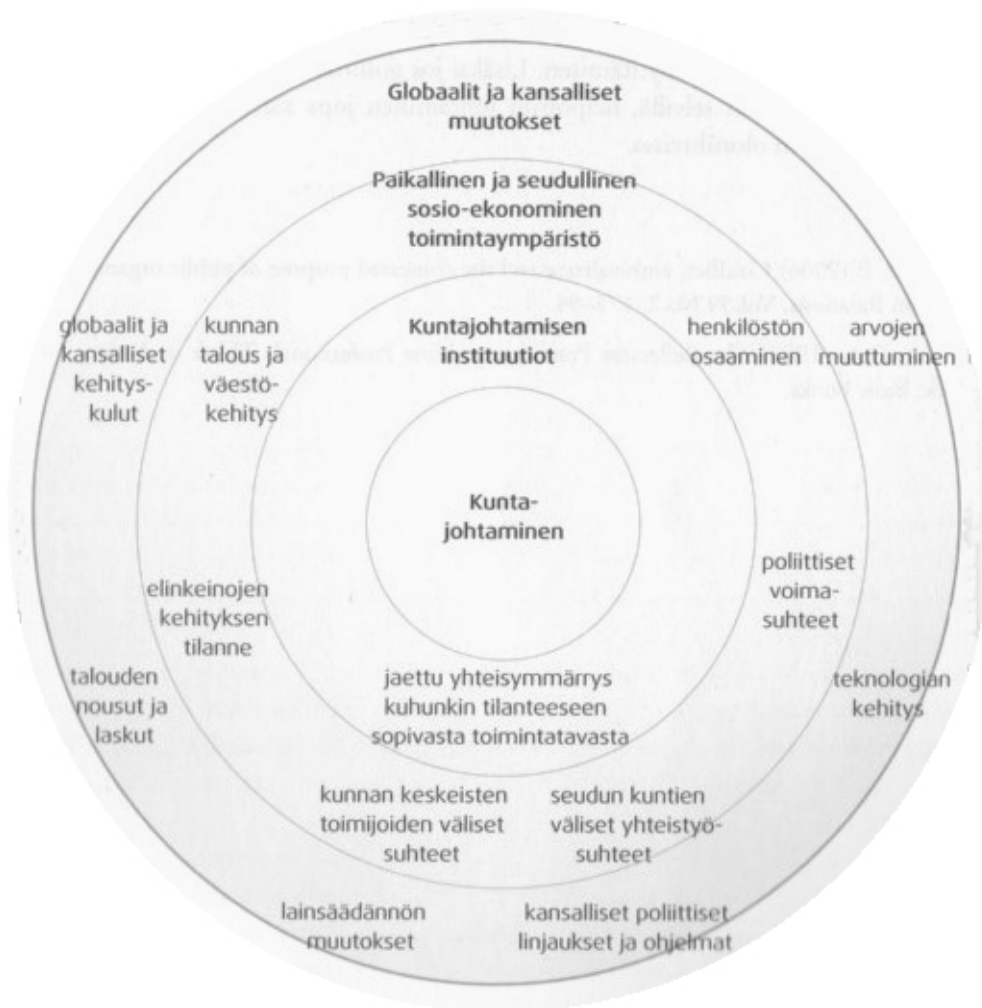 Globaalit ja kansalliset
muutokset
Paikallinen ja seudullinen
sosio-ekonominen
toimintaympäristö
globaalit ja
kansalliset
kehitys-
kulut
kunnan
talous ja
väestö-
kehitys
Kuntajohtamisen
instituutiot
henkilöstön
osaaminen
arvojen
muuttuminen
Kunta-
johtaminen
elinkeinojen
kehityksen
tilanne
poliittiset
voima-
suhteet
talouden
nousut ja
laskut
jaettu yhteisymmärrys
kuhunkin tilanteeseen
sopivasta toimintatavasta
teknologian
kehitys
kunnan keskeisten
toimijoiden väliset
suhteet
seudun kuntien
väliset yhteistyö-
suhteet
lainsäädännön
muutokset
kansalliset poliittiset
linjaukset ja ohjelmat